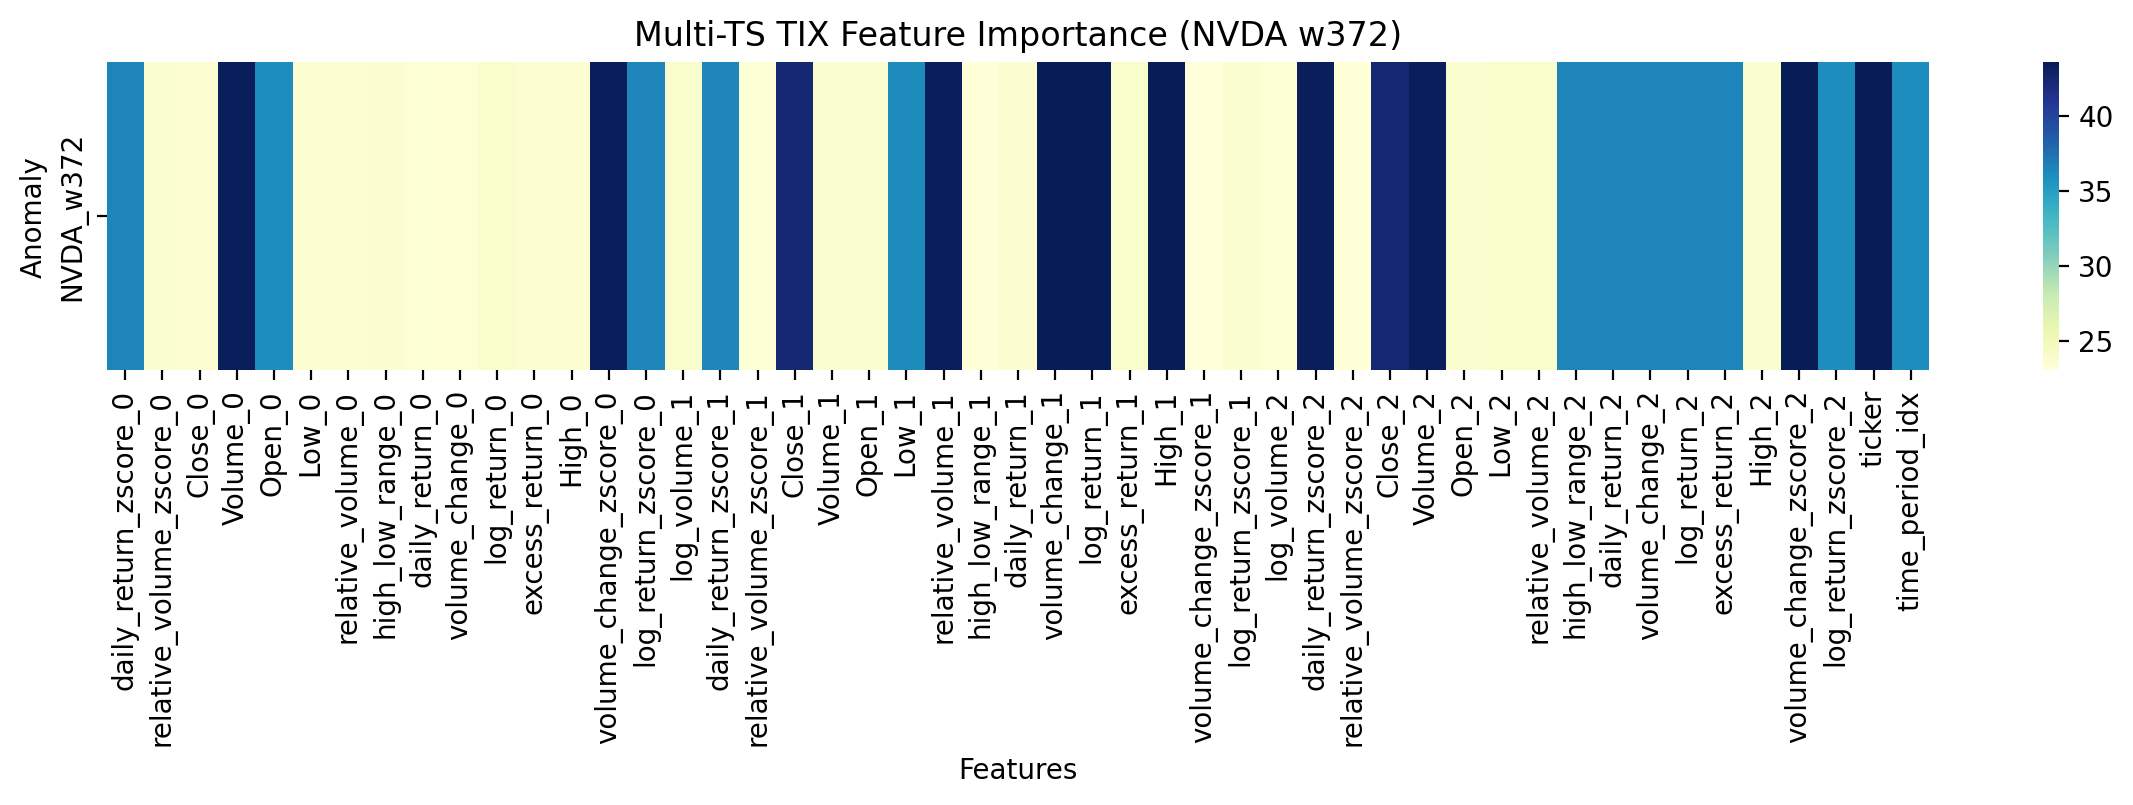 Multi-TS TIX Feature Importance (NVDA w372)
Anomaly
NVDA_w372
40
35
30
25
daily_return_zscore_0
relative_volume_zscore_0
Close_0
Volume_0
Open_0
Low_0
relative_volume_0
high_low_range_0
daily_return_0
volume_change_0
log_return_0
excess_return_0
High_0
volume_change_zscore_0
log_return_zscore_0
log_volume_1
daily_return_zscore_1
relative_volume_zscore_1
Close_1
Volume_1
Open_1
Low_1
relative_volume_1
high_low_range_1
daily_return_1
volume_change_1
log_return_1
excess_return_1
High_1
volume_change_zscore_1
log_return_zscore_1
log_volume_2
daily_return_zscore_2
relative_volume_zscore_2
Close_2
Volume_2
Open_2
Low_2
relative_volume_2
high_low_range_2
daily_return_2
volume_change_2
log_return_2
excess_return_2
High_2
volume_change_zscore_2
log_return_zscore_2
ticker
time_period_idx
Features